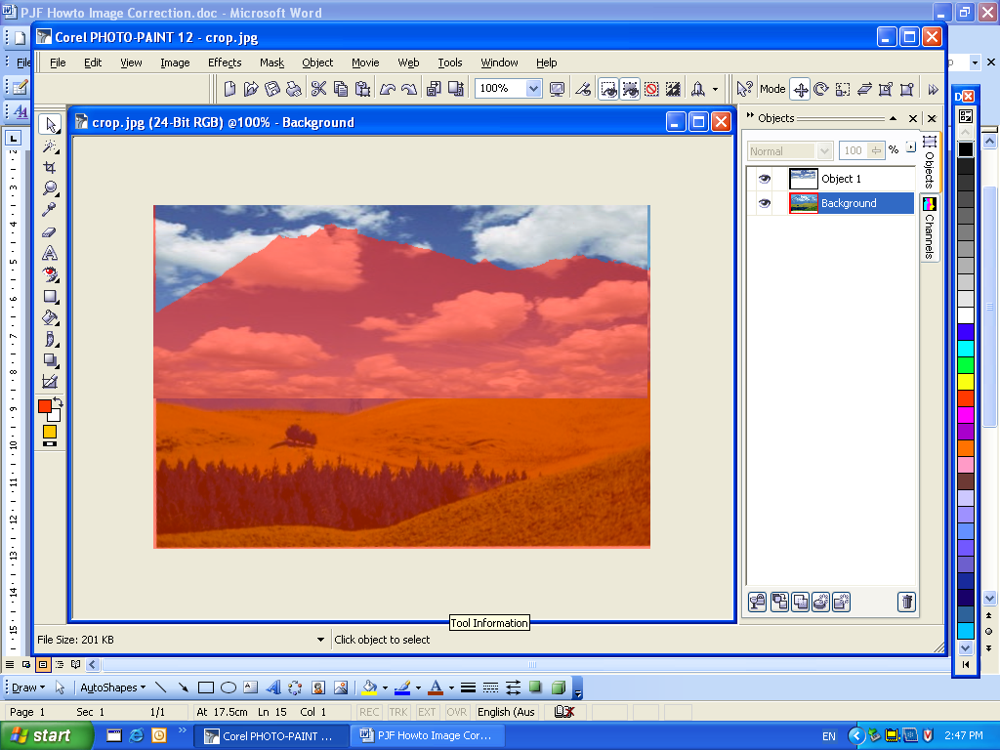 PJF Howto Image Correction.doc - Microsoft Word
Corel PHOTO-PAINT 12 - crop.jpg
File
File Edit View Image Effects Mask Object Movie Web Tools Window Help
100% Mode
crop.jpg (24-Bit RGB) @100% - Background
Objects
Normal 100 %
Object 1
Background
Objects
Channels
Tool Information
File Size: 201 KB Click object to select
Draw AutoShapes
Page 1 Sec 1 1/1 At 17.5cm Ln 15 Col 1 REC TRK EXT OVR English (Aus
start Corel PHOTO-PAINT ... PJF Howto Image Cor... EN 2:47 PM